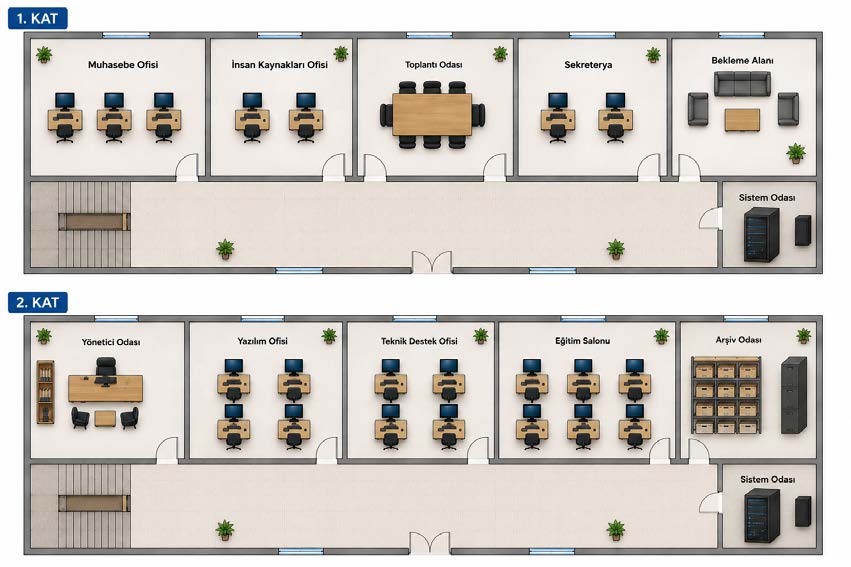 1. KAT
Muhasebe Ofisi
İnsan Kaynakları Ofisi
Toplantı Odası
Sekreterya
Bekleme Alanı
Sistem Odası
2. KAT
Yönetici Odası
Yazılım Ofisi
Teknik Destek Ofisi
Eğitim Salonu
Arşiv Odası
Sistem Odası